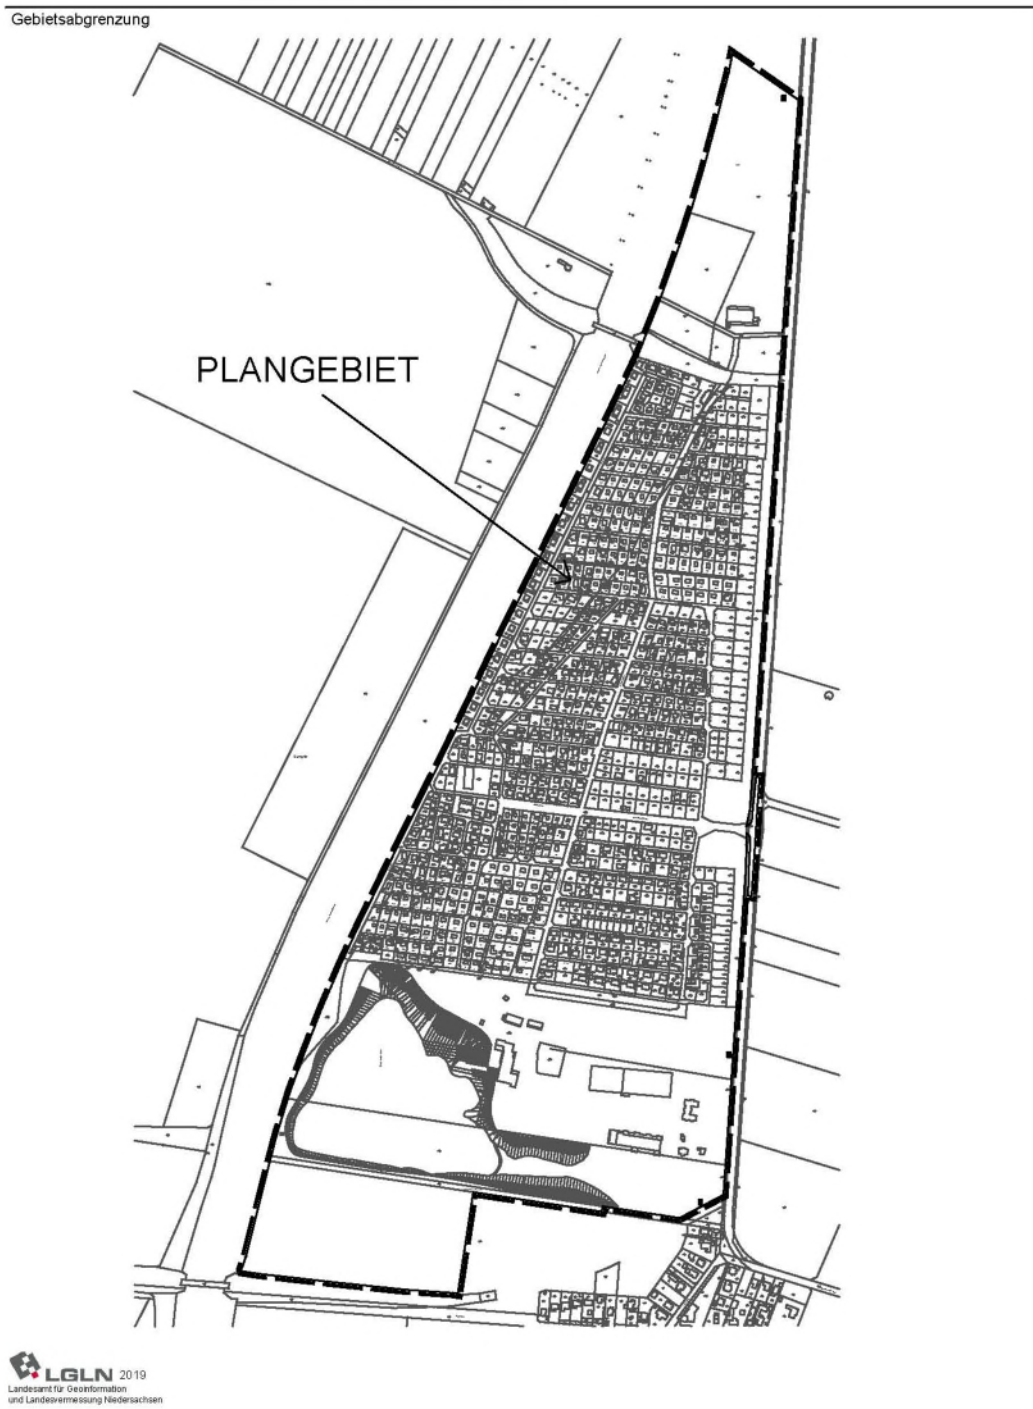 Gebietsabgrenzung
PLANGEBIET
G
LGLN 2019
Landesamt für Geoinformation
und Landesvermessung Niedersachsen